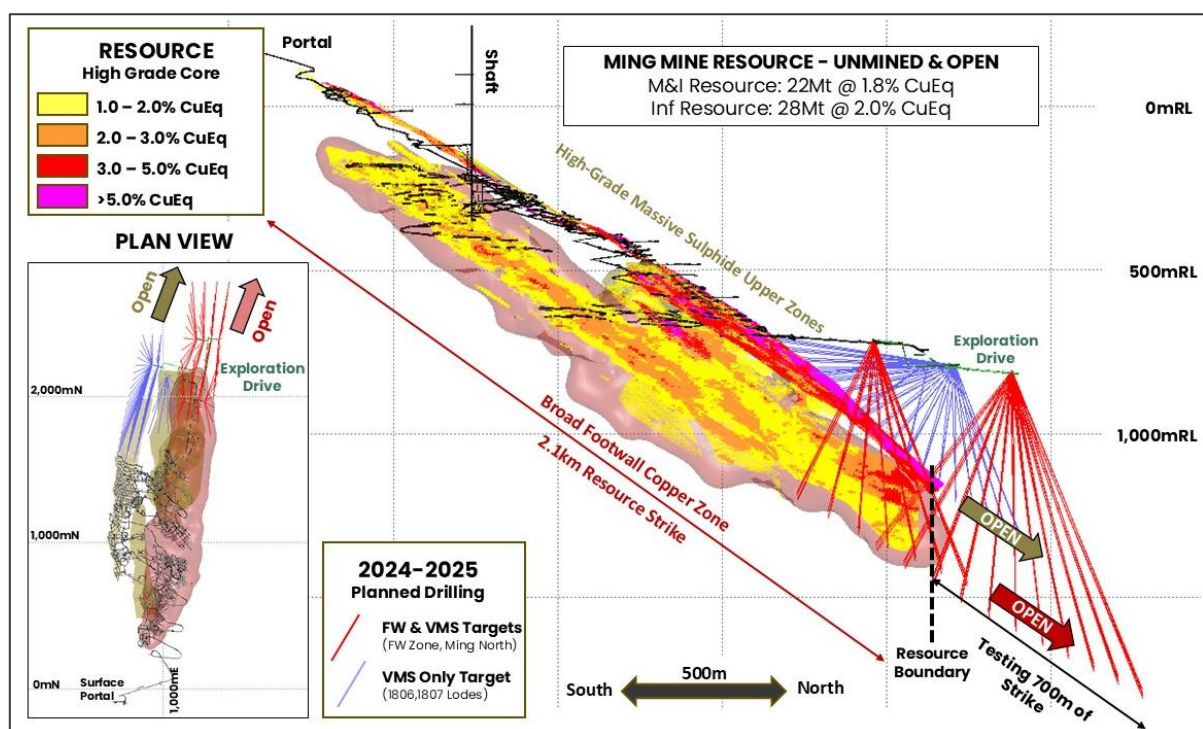 RESOURCE
High Grade Core
1.0 – 2.0% CuEq
2.0 – 3.0% CuEq
3.0 – 5.0% CuEq
>5.0% CuEq
Portal
Shaft
MING MINE RESOURCE - UNMINED & OPEN
M&I Resource: 22Mt @ 1.8% CuEq
Inf Resource: 28Mt @ 2.0% CuEq
0mRL
500mRL
1,000mRL
High-Grade Massive Sulphide Upper Zones
Exploration
Drive
Broad Footwall Copper Zone
2.1km Resource Strike
PLAN VIEW
Open
Open
Exploration
Drive
2,000mN
1,000mN
0mN
Surface
Portal
1,000mE
2024-2025
Planned Drilling
FW & VMS Targets
(FW Zone, Ming North)
VMS Only Target
(1806,1807 Lodes)
500m
South
North
Resource
Boundary
OPEN
OPEN
Testing 700m of
Strike